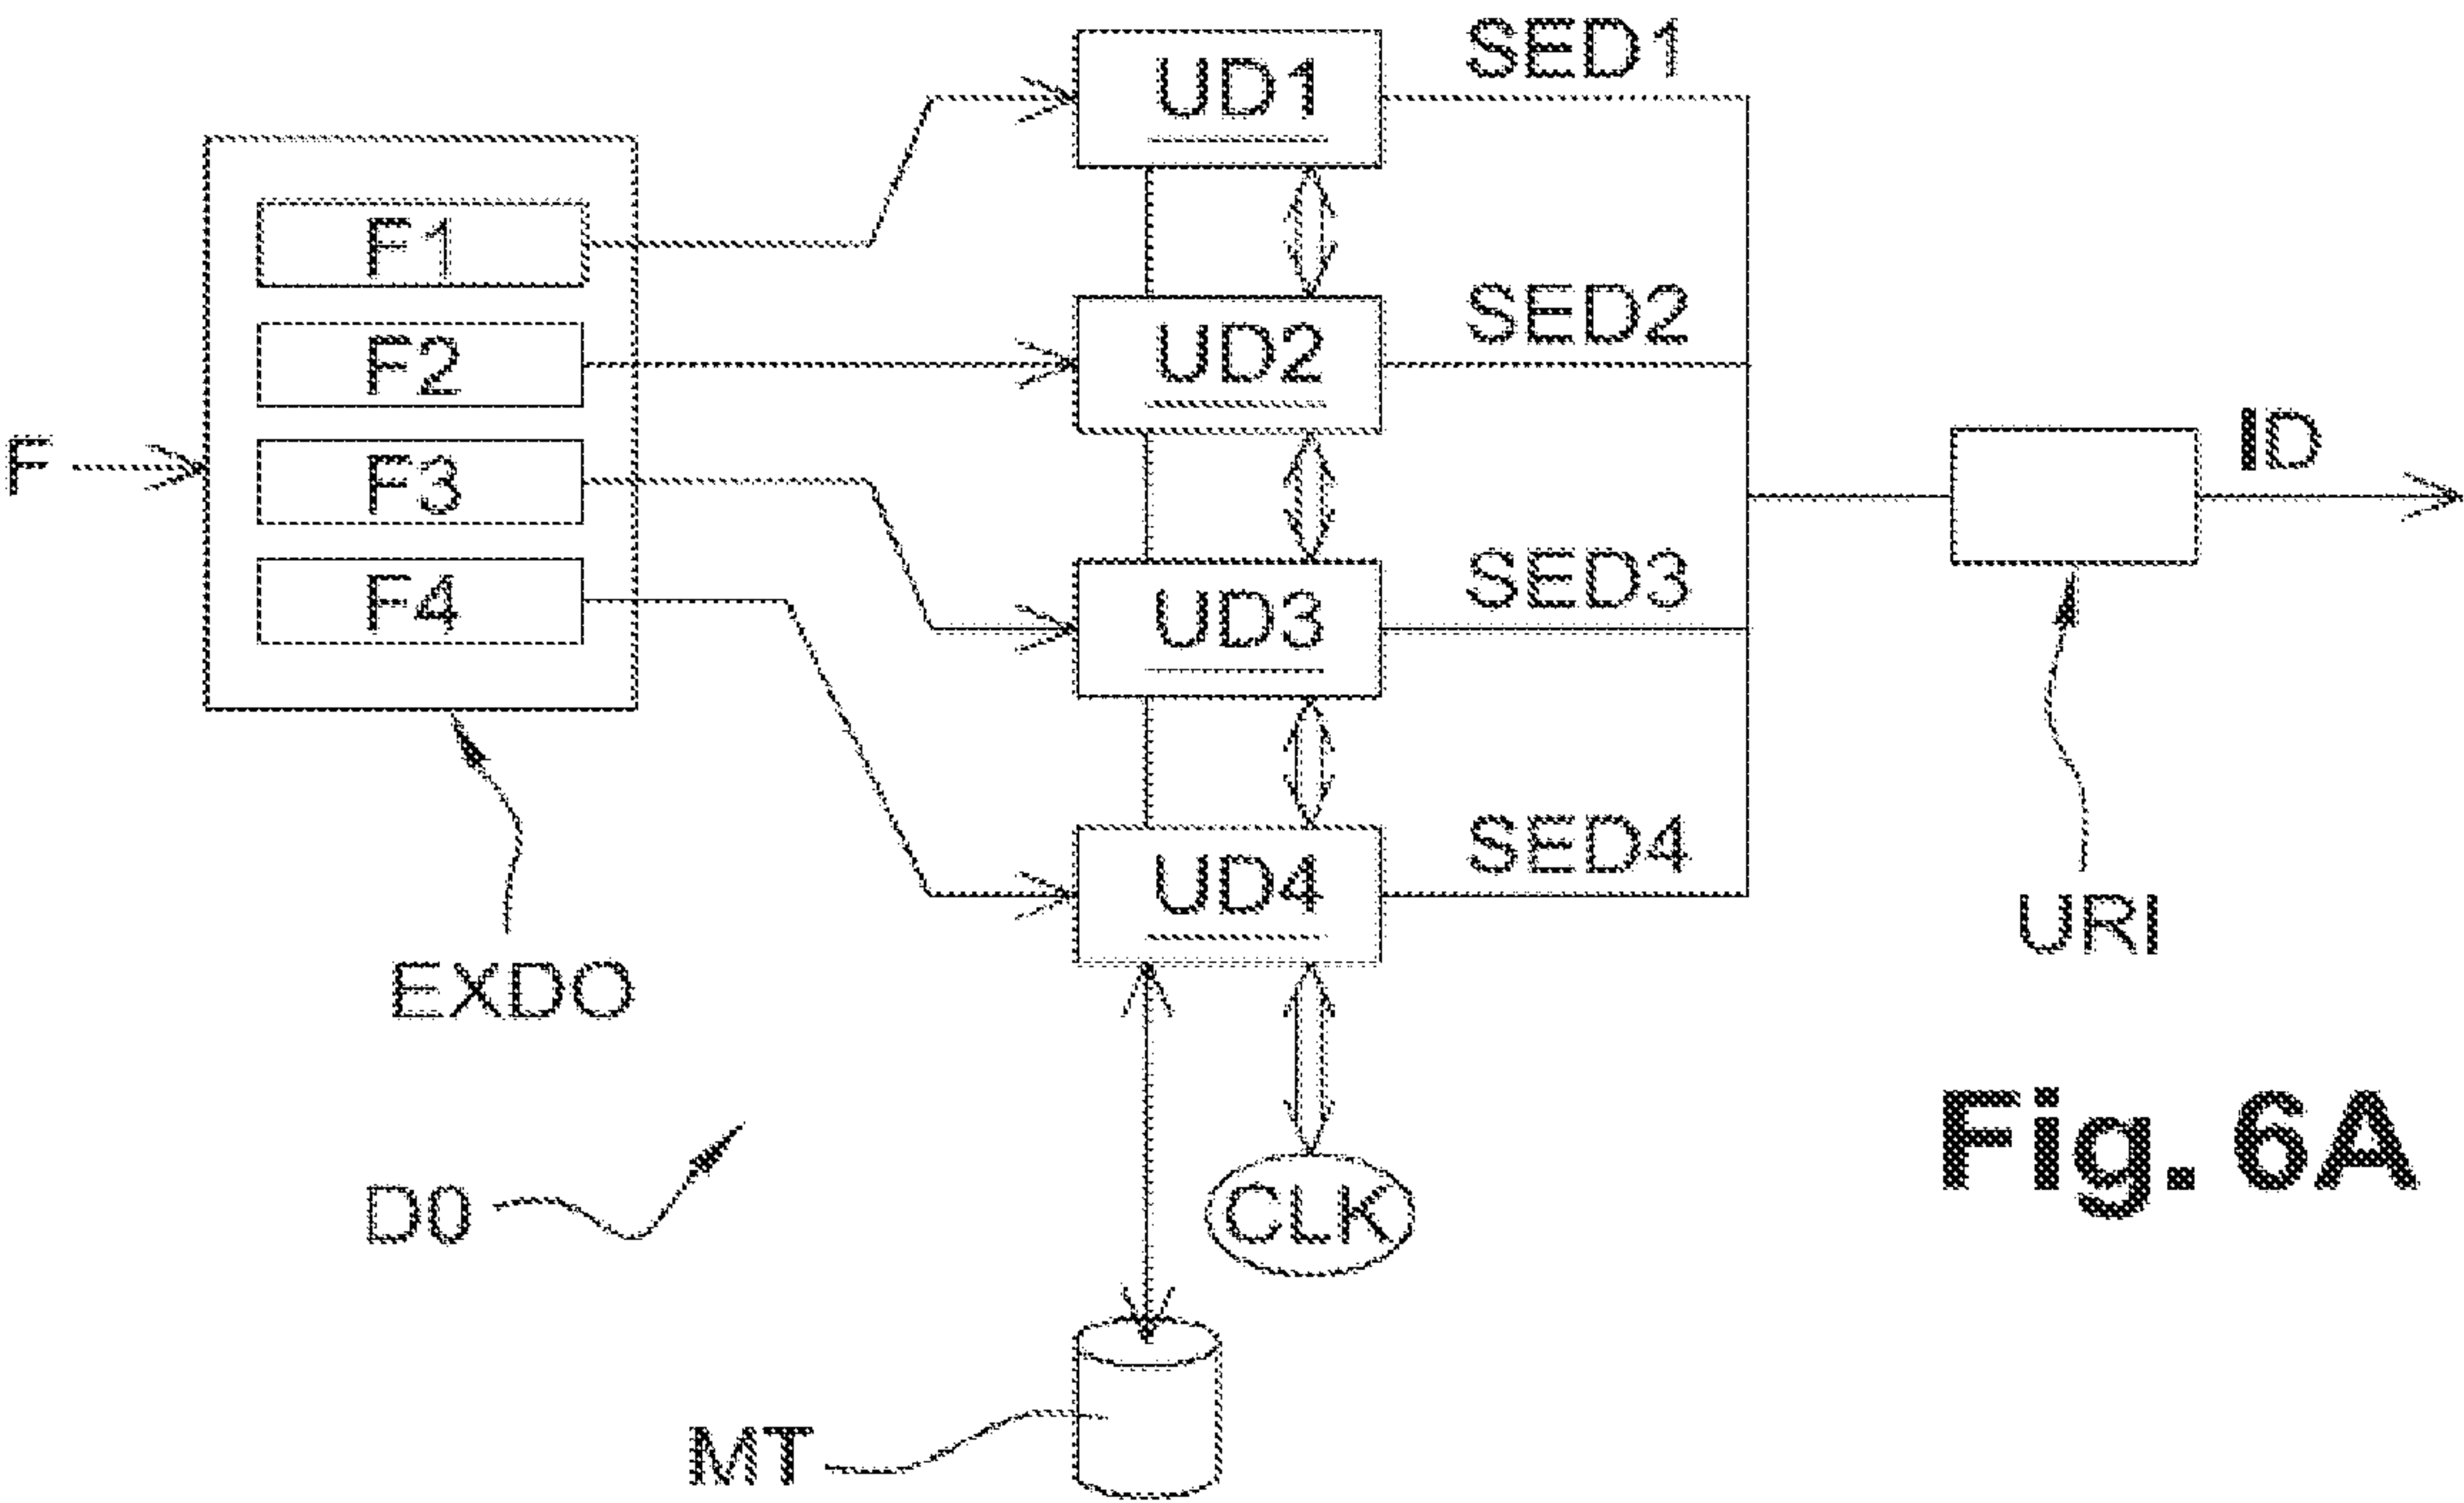 SED1
UD1
F1
SED2
UD2
F2
ID
F
F3
SED3
UD3
F4
SED4
UD4
URI
EXDO
Fig. 6A
D0
CLK
MT